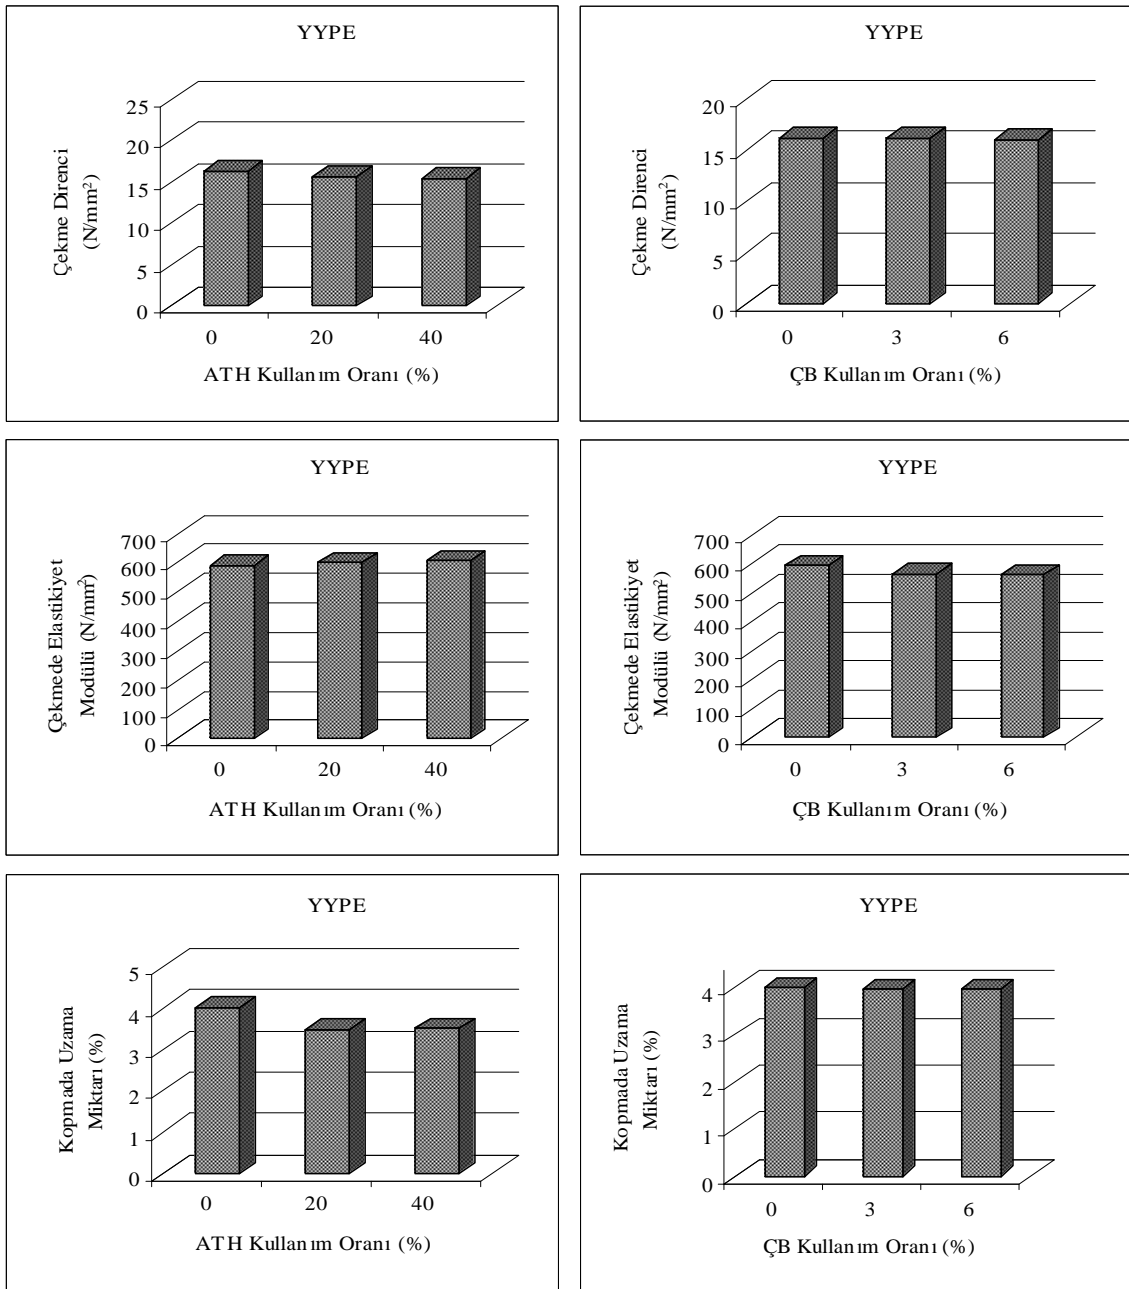 YYPE
Çekme Direnci
(N/mm²)
25
20
15
10
5
0
0 20 40
ATH Kullanım Oranı (%)
YYPE
Çekme Direnci
(N/mm²)
20
15
10
5
0
0 3 6
ÇB Kullanım Oranı (%)
YYPE
Çekmede Elastikiyet
Modülü (N/mm²)
700
600
500
400
300
200
100
0
0 20 40
ATH Kullanım Oranı (%)
YYPE
Çekmede Elastikiyet
Modülü (N/mm²)
700
600
500
400
300
200
100
0
0 3 6
ÇB Kullanım Oranı (%)
YYPE
Kopmada Uzama
Miktarı (%)
5
4
3
2
1
0
0 20 40
ATH Kullanım Oranı (%)
YYPE
Kopmada Uzama
Miktarı (%)
4
3
2
1
0
0 3 6
ÇB Kullanım Oranı (%)